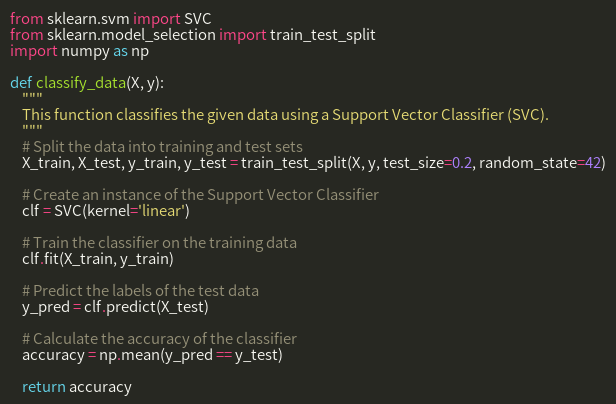 from sklearn.svm import SVC
from sklearn.model_selection import train_test_split
import numpy as np

def classify_data(X, y):
    """
    This function classifies the given data using a Support Vector Classifier (SVC).
    """
    # Split the data into training and test sets
    X_train, X_test, y_train, y_test = train_test_split(X, y, test_size=0.2, random_state=42)

    # Create an instance of the Support Vector Classifier
    clf = SVC(kernel='linear')

    # Train the classifier on the training data
    clf.fit(X_train, y_train)

    # Predict the labels of the test data
    y_pred = clf.predict(X_test)

    # Calculate the accuracy of the classifier
    accuracy = np.mean(y_pred == y_test)

    return accuracy